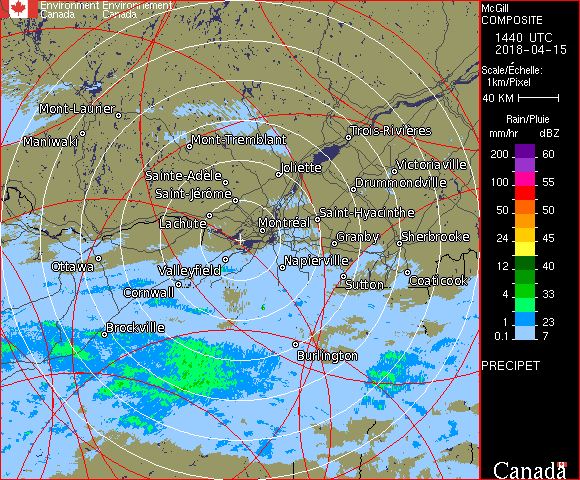 Environment Environnement
Canada Canada
McGill
COMPOSITE
1440 UTC
2018-04-15
Scale/Échelle:
1km/Pixel
40 KM
Rain/Pluie
mm/hr dBZ
200 60
100 55
50 50
24 45
12 40
4 33
1 23
0.1 7
PRECIPET
Canada
Mont-Laurier
Maniwaki
Mont-Tremblant
Trois-Rivières
Joliette
Victoriaville
Sainte-Adèle
Drummondville
Saint-Jérôme
Lachute
Montréal
Saint-Hyacinthe
Granby
Sherbrooke
Ottawa
Valleyfield
Napierville
Cornwall
Sutton
Coaticook
Brockville
Burlington